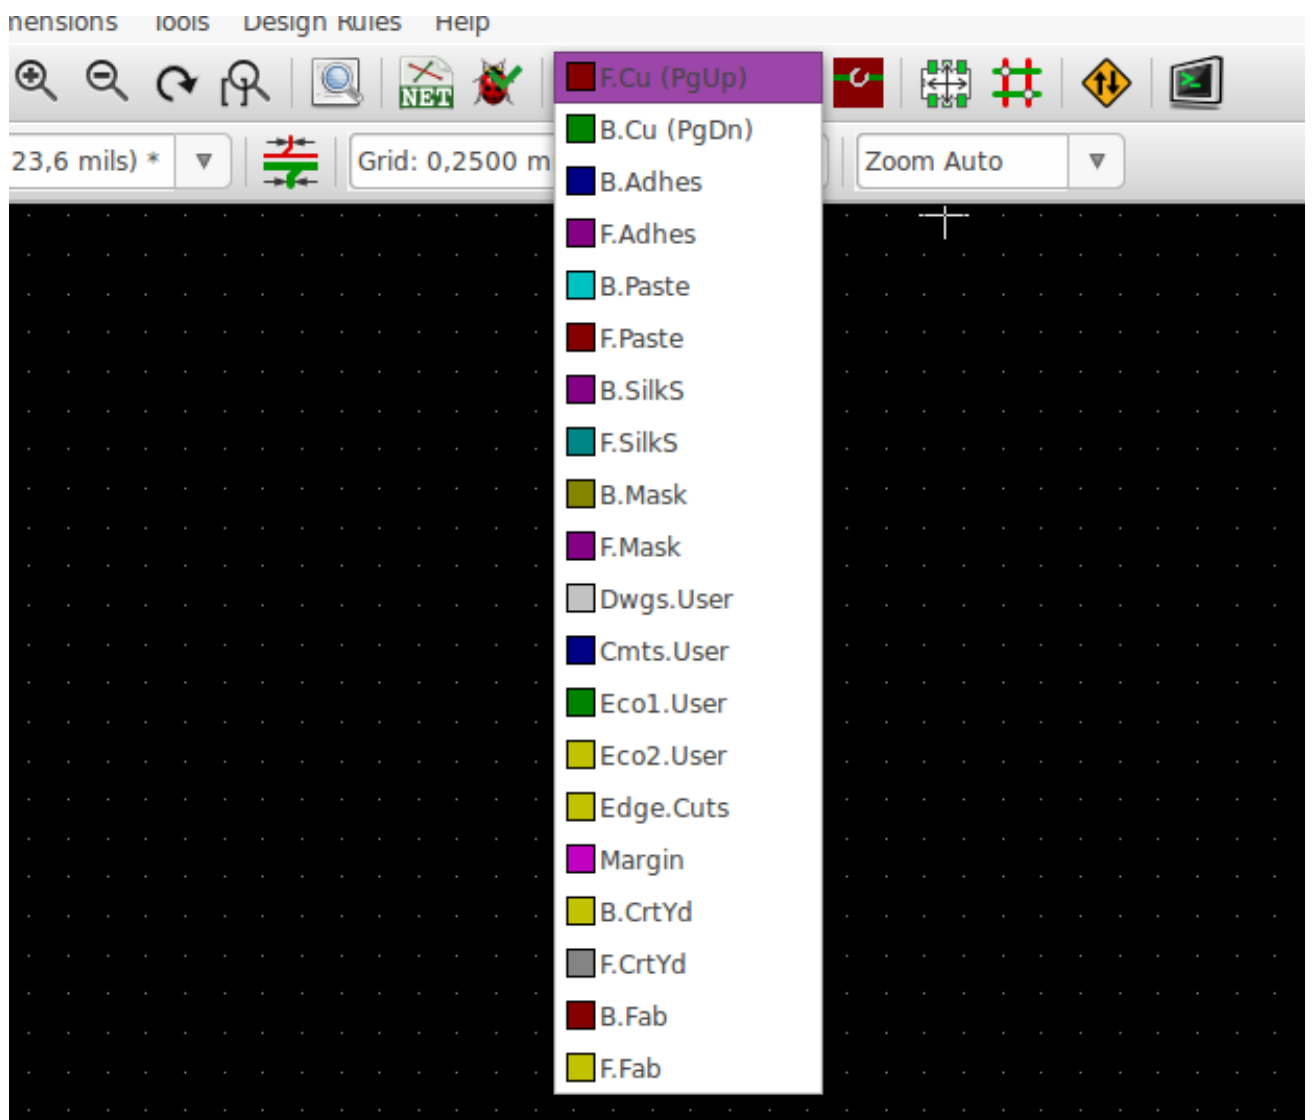 mensions Tools Design Rules Help
NET
23,6 mils) * Grid: 0,2500 m Zoom Auto
F.Cu (PgUp)
B.Cu (PgDn)
B.Adhes
F.Adhes
B.Paste
F.Paste
B.SilkS
F.SilkS
B.Mask
F.Mask
Dwgs.User
Cmts.User
Eco1.User
Eco2.User
Edge.Cuts
Margin
B.CrtYd
F.CrtYd
B.Fab
F.Fab